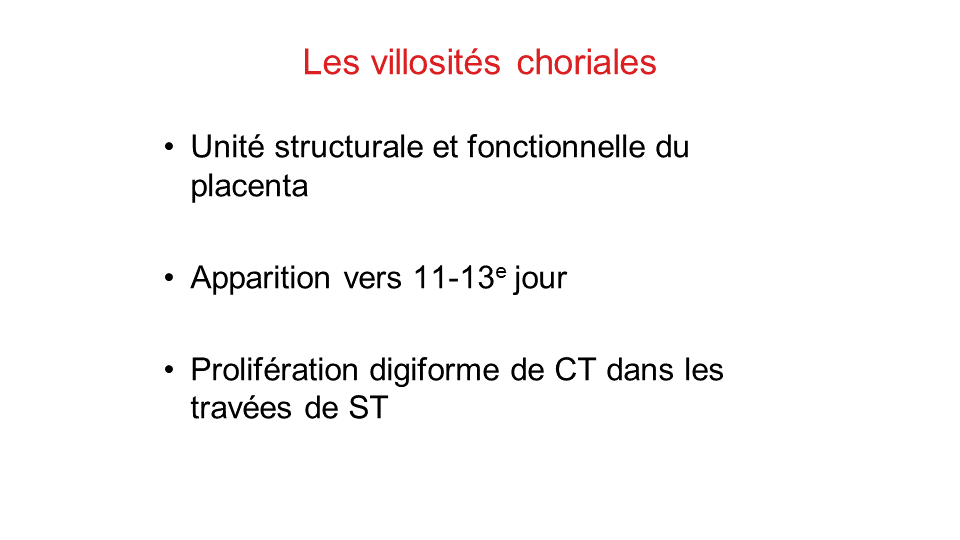 Les villosités choriales
• Unité structurale et fonctionnelle du
placenta
• Apparition vers 11-13e jour
• Prolifération digiforme de CT dans les
travées de ST